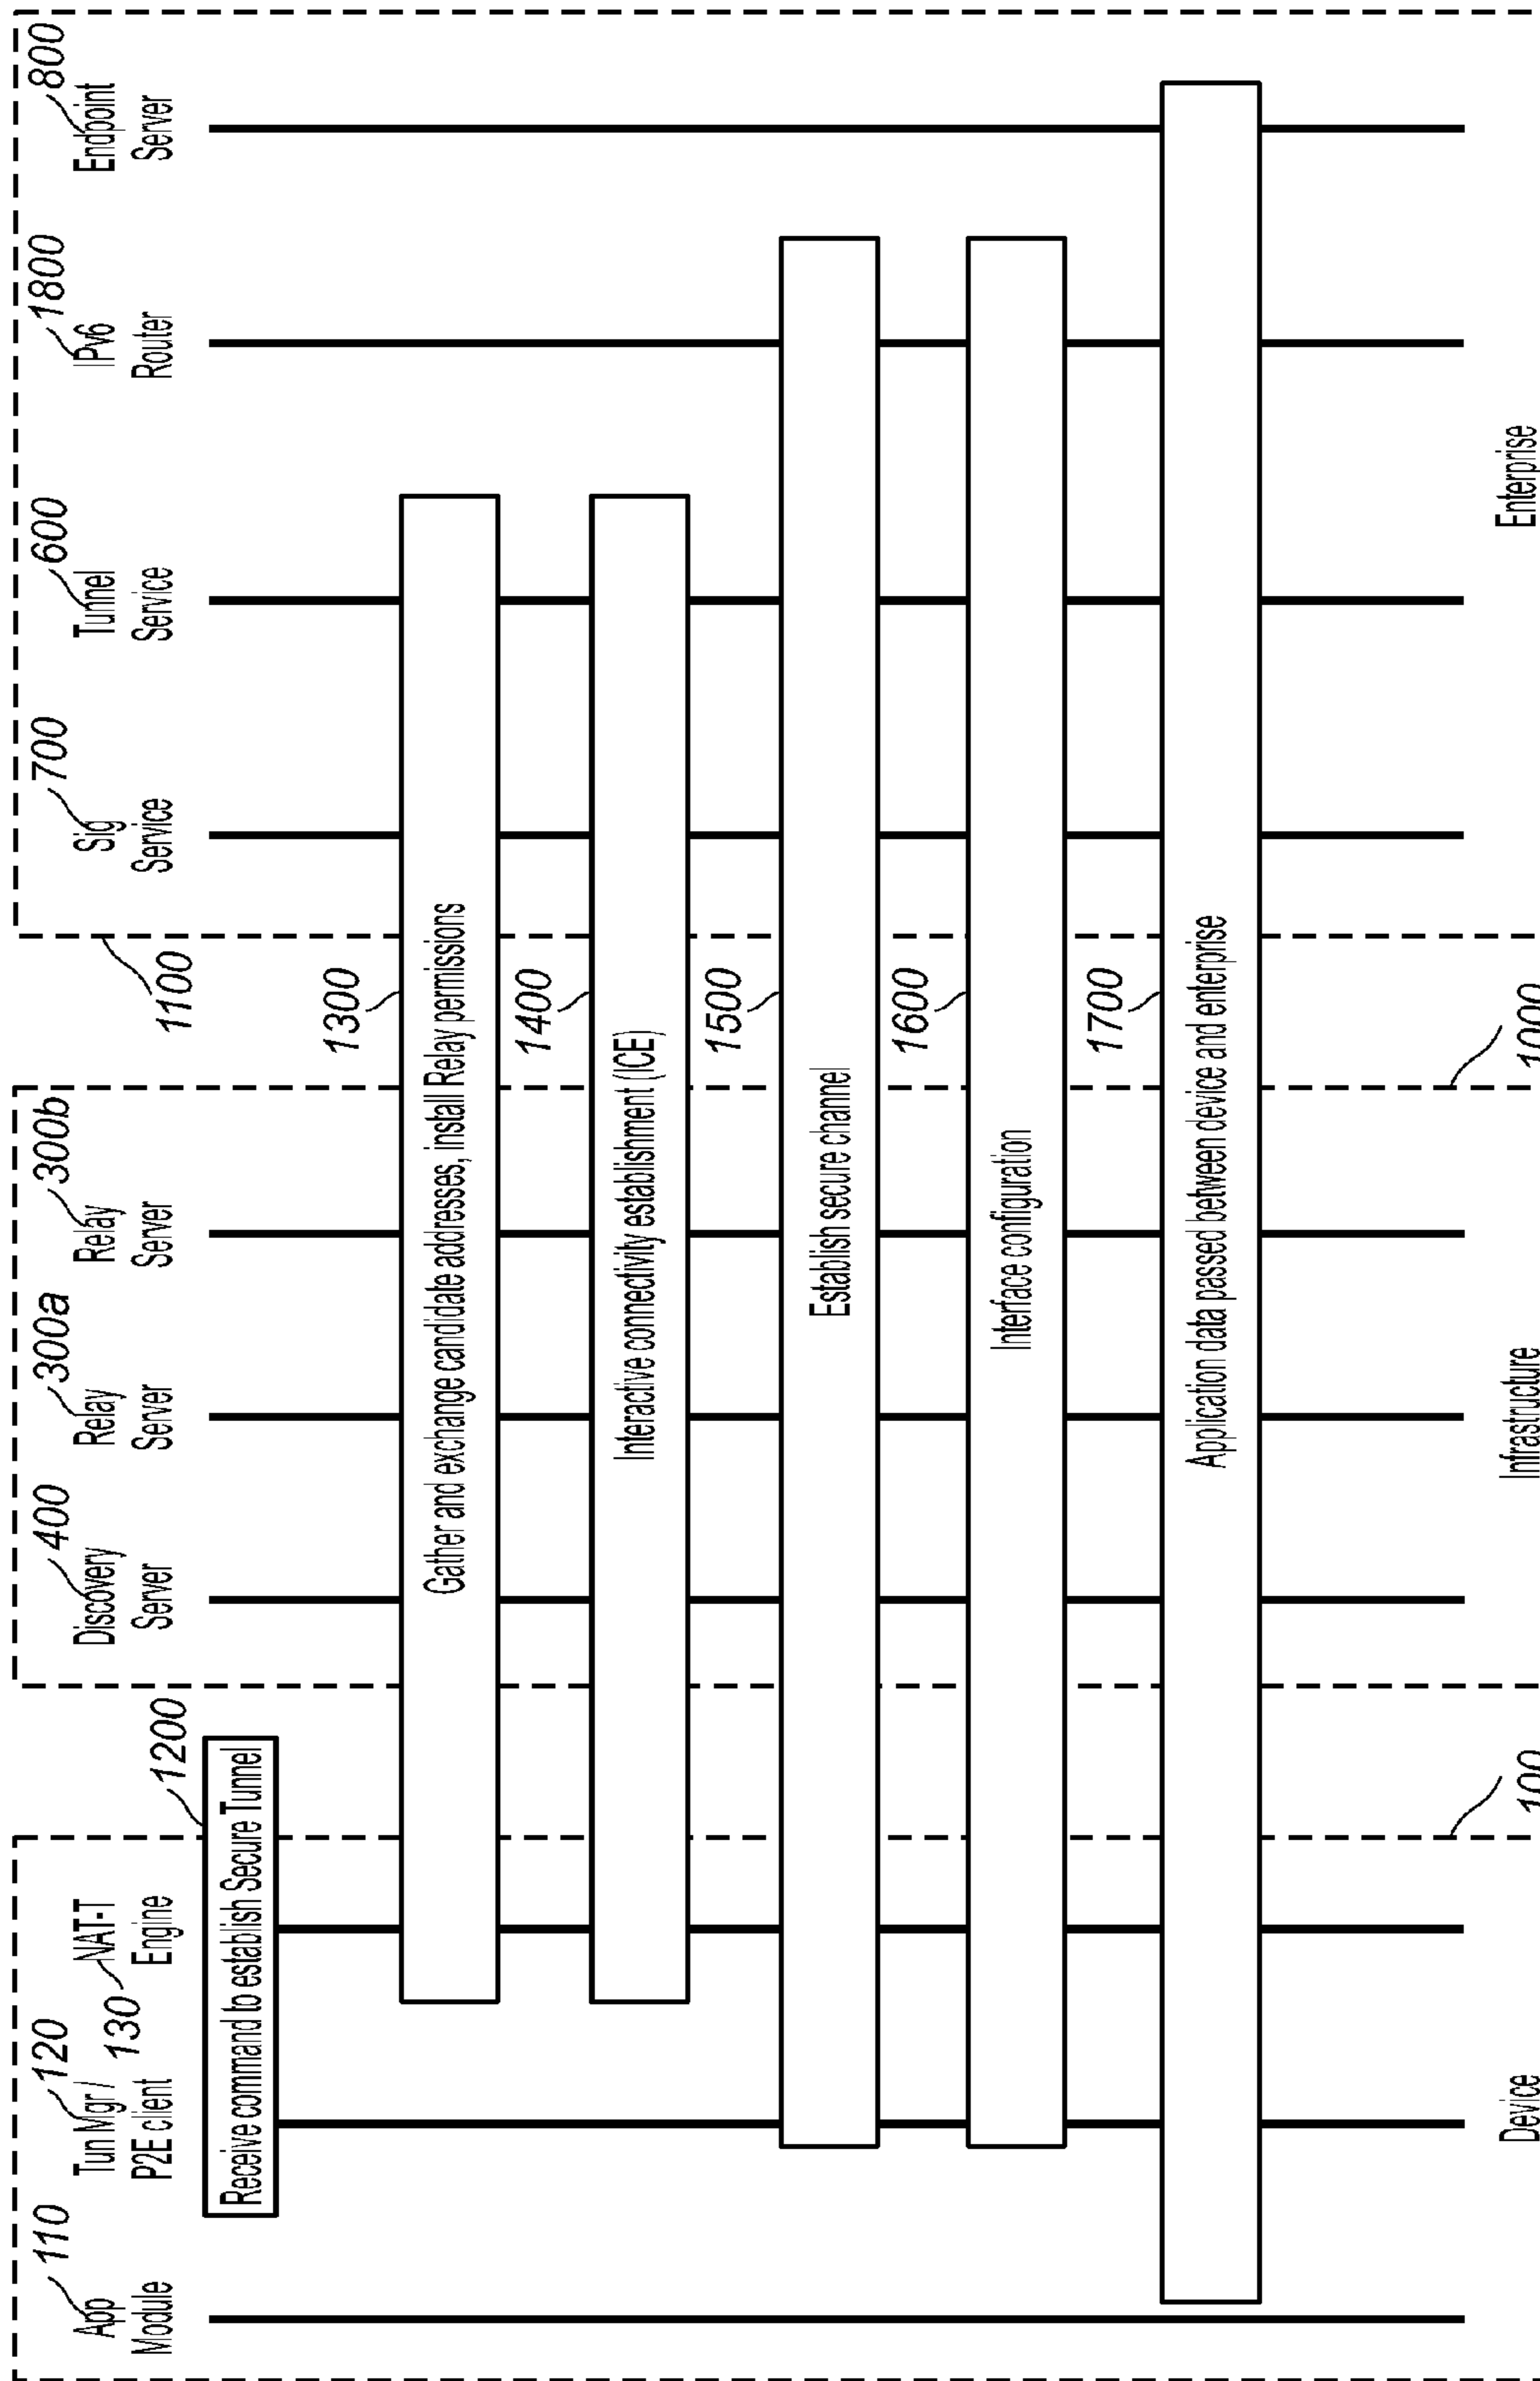 110
App
Module
120
Tun Mgr /
P2E client
130
NAT-T
Engine
400
Discovery
Server
300a
Relay
Server
300b
Relay
Server
700
Sig
Service
600
Tunnel
Service
1800
IPv6
Router
800
Endpoint
Server
1200
Receive command to establish Secure Tunnel
1100
1300
Gather and exchange candidate addresses, install Relay permissions
1400
Interactive connectivity establishment (ICE)
1500
Establish secure channel
1600
Interface configuration
1700
Application data passed between device and enterprise
100
1000
Device
Infrastructure
Enterprise